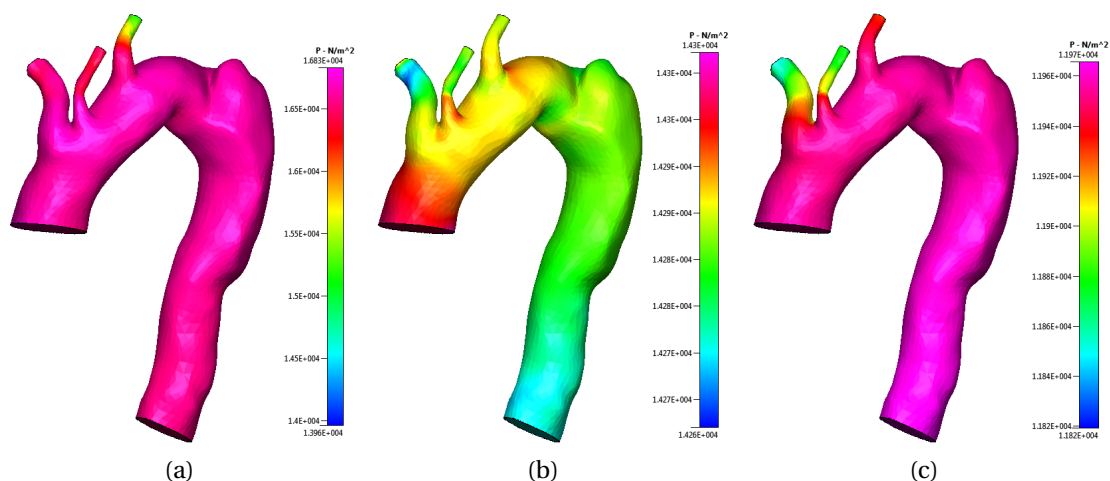 P - N/m^2
1.683E+004
1.65E+004
1.6E+004
1.55E+004
1.5E+004
1.45E+004
1.4E+004
1.396E+004
(a)
P - N/m^2
1.43E+004
1.43E+004
1.43E+004
1.429E+004
1.429E+004
1.428E+004
1.428E+004
1.427E+004
1.427E+004
1.426E+004
(b)
P - N/m^2
1.197E+004
1.196E+004
1.194E+004
1.192E+004
1.19E+004
1.188E+004
1.186E+004
1.184E+004
1.182E+004
1.182E+004
(c)